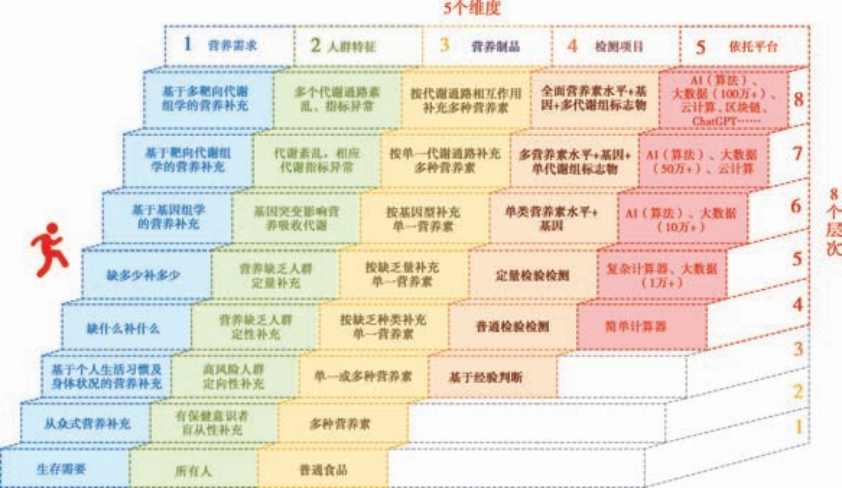 5个维度
1 营养需求
2 人群特征
3 营养制品
4 检测项目
5 依托平台
基于多靶向代谢
组学的营养补充
多个代谢通路紊
乱、指标异常
按代谢通路相互作用
补充多种营养素
全面营养素水平+基
因+多代谢组标志物
AI（算法）、
大数据（100万+）、
云计算、区块链、
ChatGPT……
8
基于靶向代谢组
学的营养补充
代谢紊乱，相应
代谢指标异常
按单一代谢通路补充
多种营养素
多营养素水平+基因+
单代谢组标志物
AI（算法）、大数据
（50万+）、云计算
7
基于基因组学
的营养补充
基因突变影响营
养吸收代谢
按基因型补充
单一营养素
单类营养素水平+
基因
AI（算法）、大数据
（10万+）
6
缺多少补多少
营养缺乏人群
定量补充
按缺乏量补充
单一营养素
定量检验检测
复杂计算器、大数据
（1万+）
5
缺什么补什么
营养缺乏人群
定性补充
按缺乏种类补充
单一营养素
普通检验检测
简单计算器
4
基于个人生活习惯及
身体状况的营养补充
高风险人群
定向性补充
单一或多种营养素
基于经验判断
3
从众式营养补充
有保健意识者
盲从性补充
多种营养素
2
生存需要
所有人
普通食品
1
8个层次